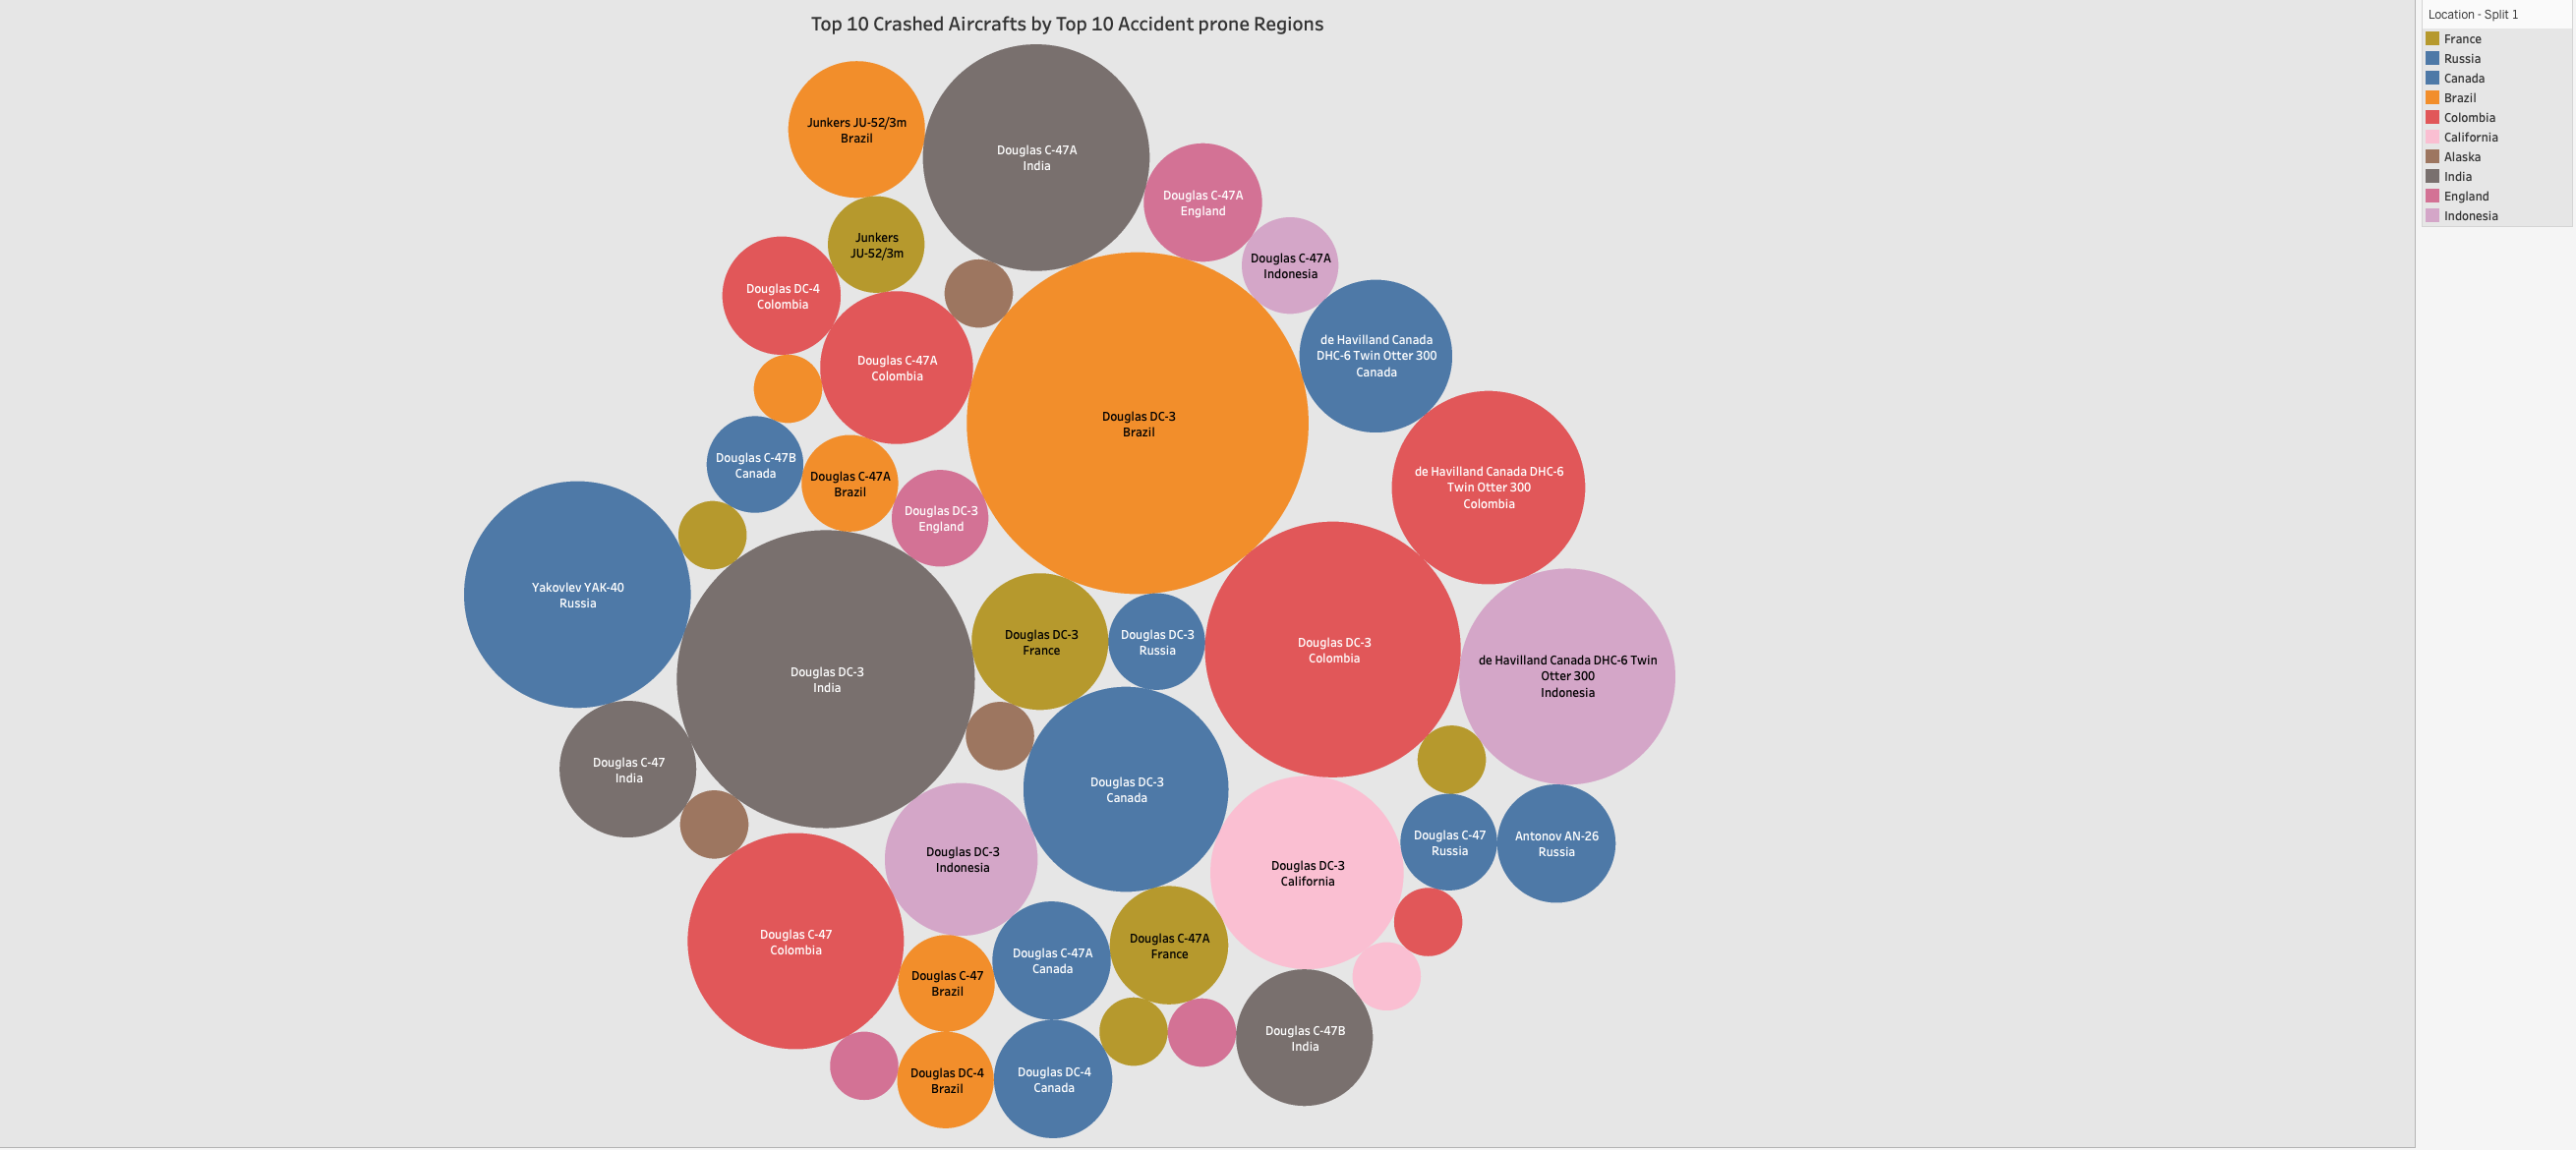 Top 10 Crashed Aircrafts by Top 10 Accident prone Regions
Location - Split 1
France
Russia
Canada
Brazil
Colombia
California
Alaska
India
England
Indonesia
Junkers JU-52/3m
Brazil
Douglas C-47A
India
Douglas C-47A
England
Junkers
JU-52/3m
Douglas C-47A
Indonesia
Douglas DC-4
Colombia
Douglas C-47A
Colombia
de Havilland Canada
DHC-6 Twin Otter 300
Canada
Douglas DC-3
Brazil
Douglas C-47B
Canada
Douglas C-47A
Brazil
de Havilland Canada DHC-6
Twin Otter 300
Colombia
Douglas DC-3
England
Yakovlev YAK-40
Russia
Douglas DC-3
France
Douglas DC-3
Russia
Douglas DC-3
Colombia
Douglas DC-3
India
de Havilland Canada DHC-6 Twin
Otter 300
Indonesia
Douglas C-47
India
Douglas DC-3
Canada
Douglas DC-3
Indonesia
Douglas DC-3
California
Douglas C-47
Russia
Antonov AN-26
Russia
Douglas C-47
Colombia
Douglas C-47A
Canada
Douglas C-47A
France
Douglas C-47
Brazil
Douglas C-47B
India
Douglas DC-4
Brazil
Douglas DC-4
Canada